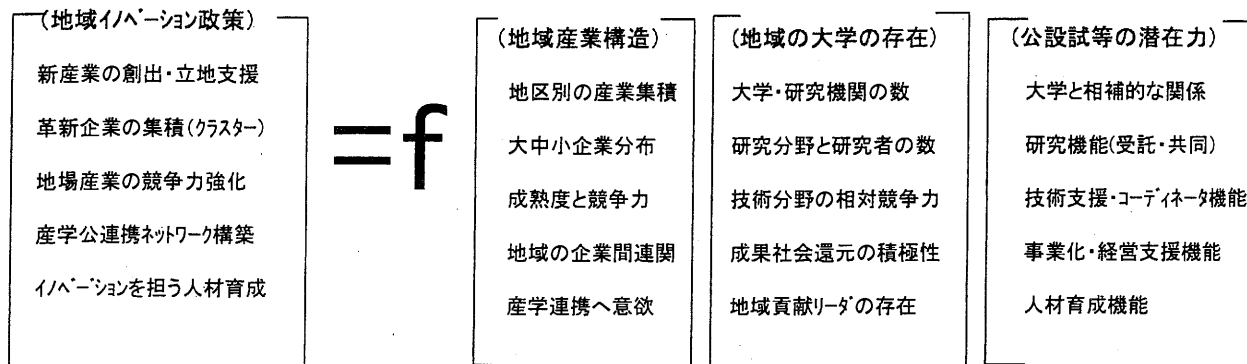 (地域イノベーション政策)
新産業の創出・立地支援
革新企業の集積(クラスター)
地場産業の競争力強化
産学公連携ネットワーク構築
イノベーションを担う人材育成
=f
(地域産業構造)
地区別の産業集積
大中小企業分布
成熟度と競争力
地域の企業間連関
産学連携へ意欲
(地域の大学の存在)
大学・研究機関の数
研究分野と研究者の数
技術分野の相対競争力
成果社会還元の積極性
地域貢献リーダの存在
(公設試等の潜在力)
大学と相補的な関係
研究機能(受託・共同)
技術支援・コーディネータ機能
事業化・経営支援機能
人材育成機能